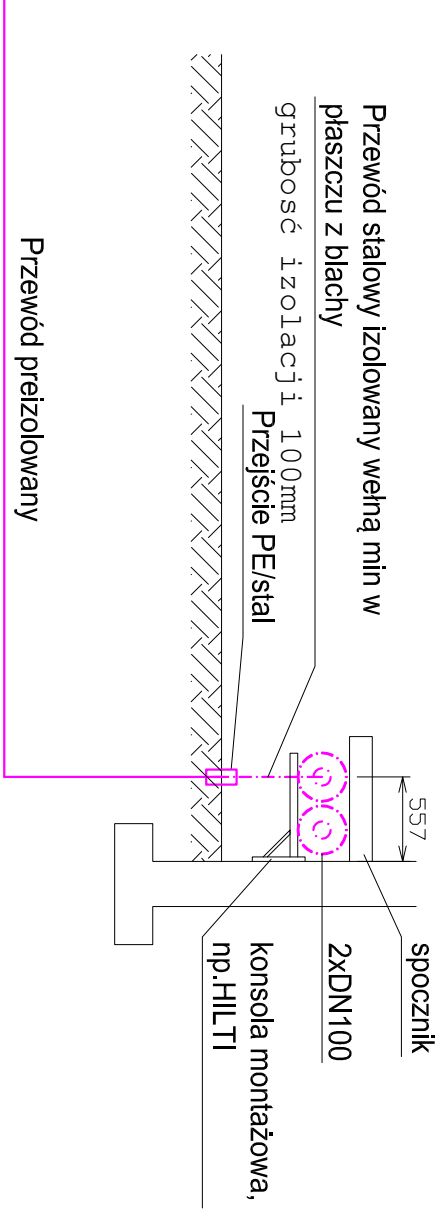 Przewód stalowy izolowany wełną min w
płaszczu z blachy
grubosć izolacji 100mm
Przejście PE/stal
Przewód preizolowany
557
spocznik
2xDN100
konsola montażowa,
np.HILTI